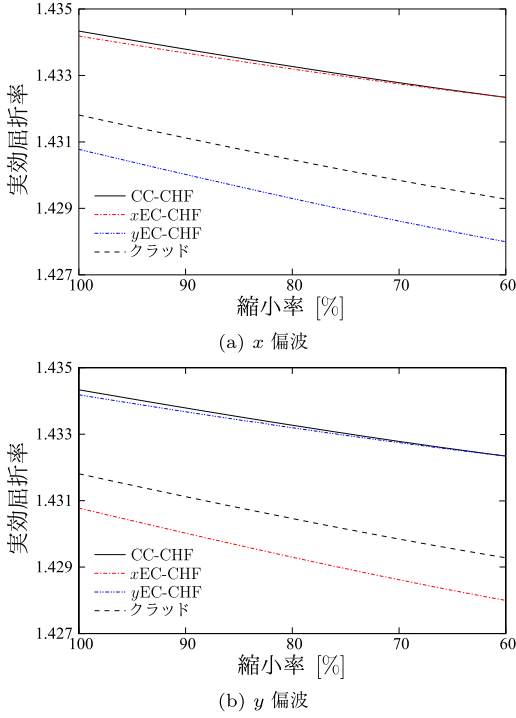 1.435
1.433
1.431
1.429
1.427
実効屈折率
CC-CHF
xEC-CHF
yEC-CHF
クラッド
100 90 80 70 60
縮小率 [%]
(a) x 偏波
1.435
1.433
1.431
1.429
1.427
実効屈折率
CC-CHF
xEC-CHF
yEC-CHF
クラッド
100 90 80 70 60
縮小率 [%]
(b) y 偏波